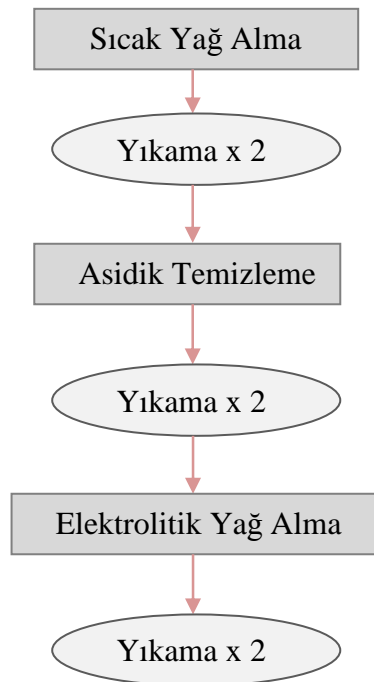 Sıcak Yağ Alma
Yıkama x 2
Asidik Temizleme
Yıkama x 2
Elektrolitik Yağ Alma
Yıkama x 2